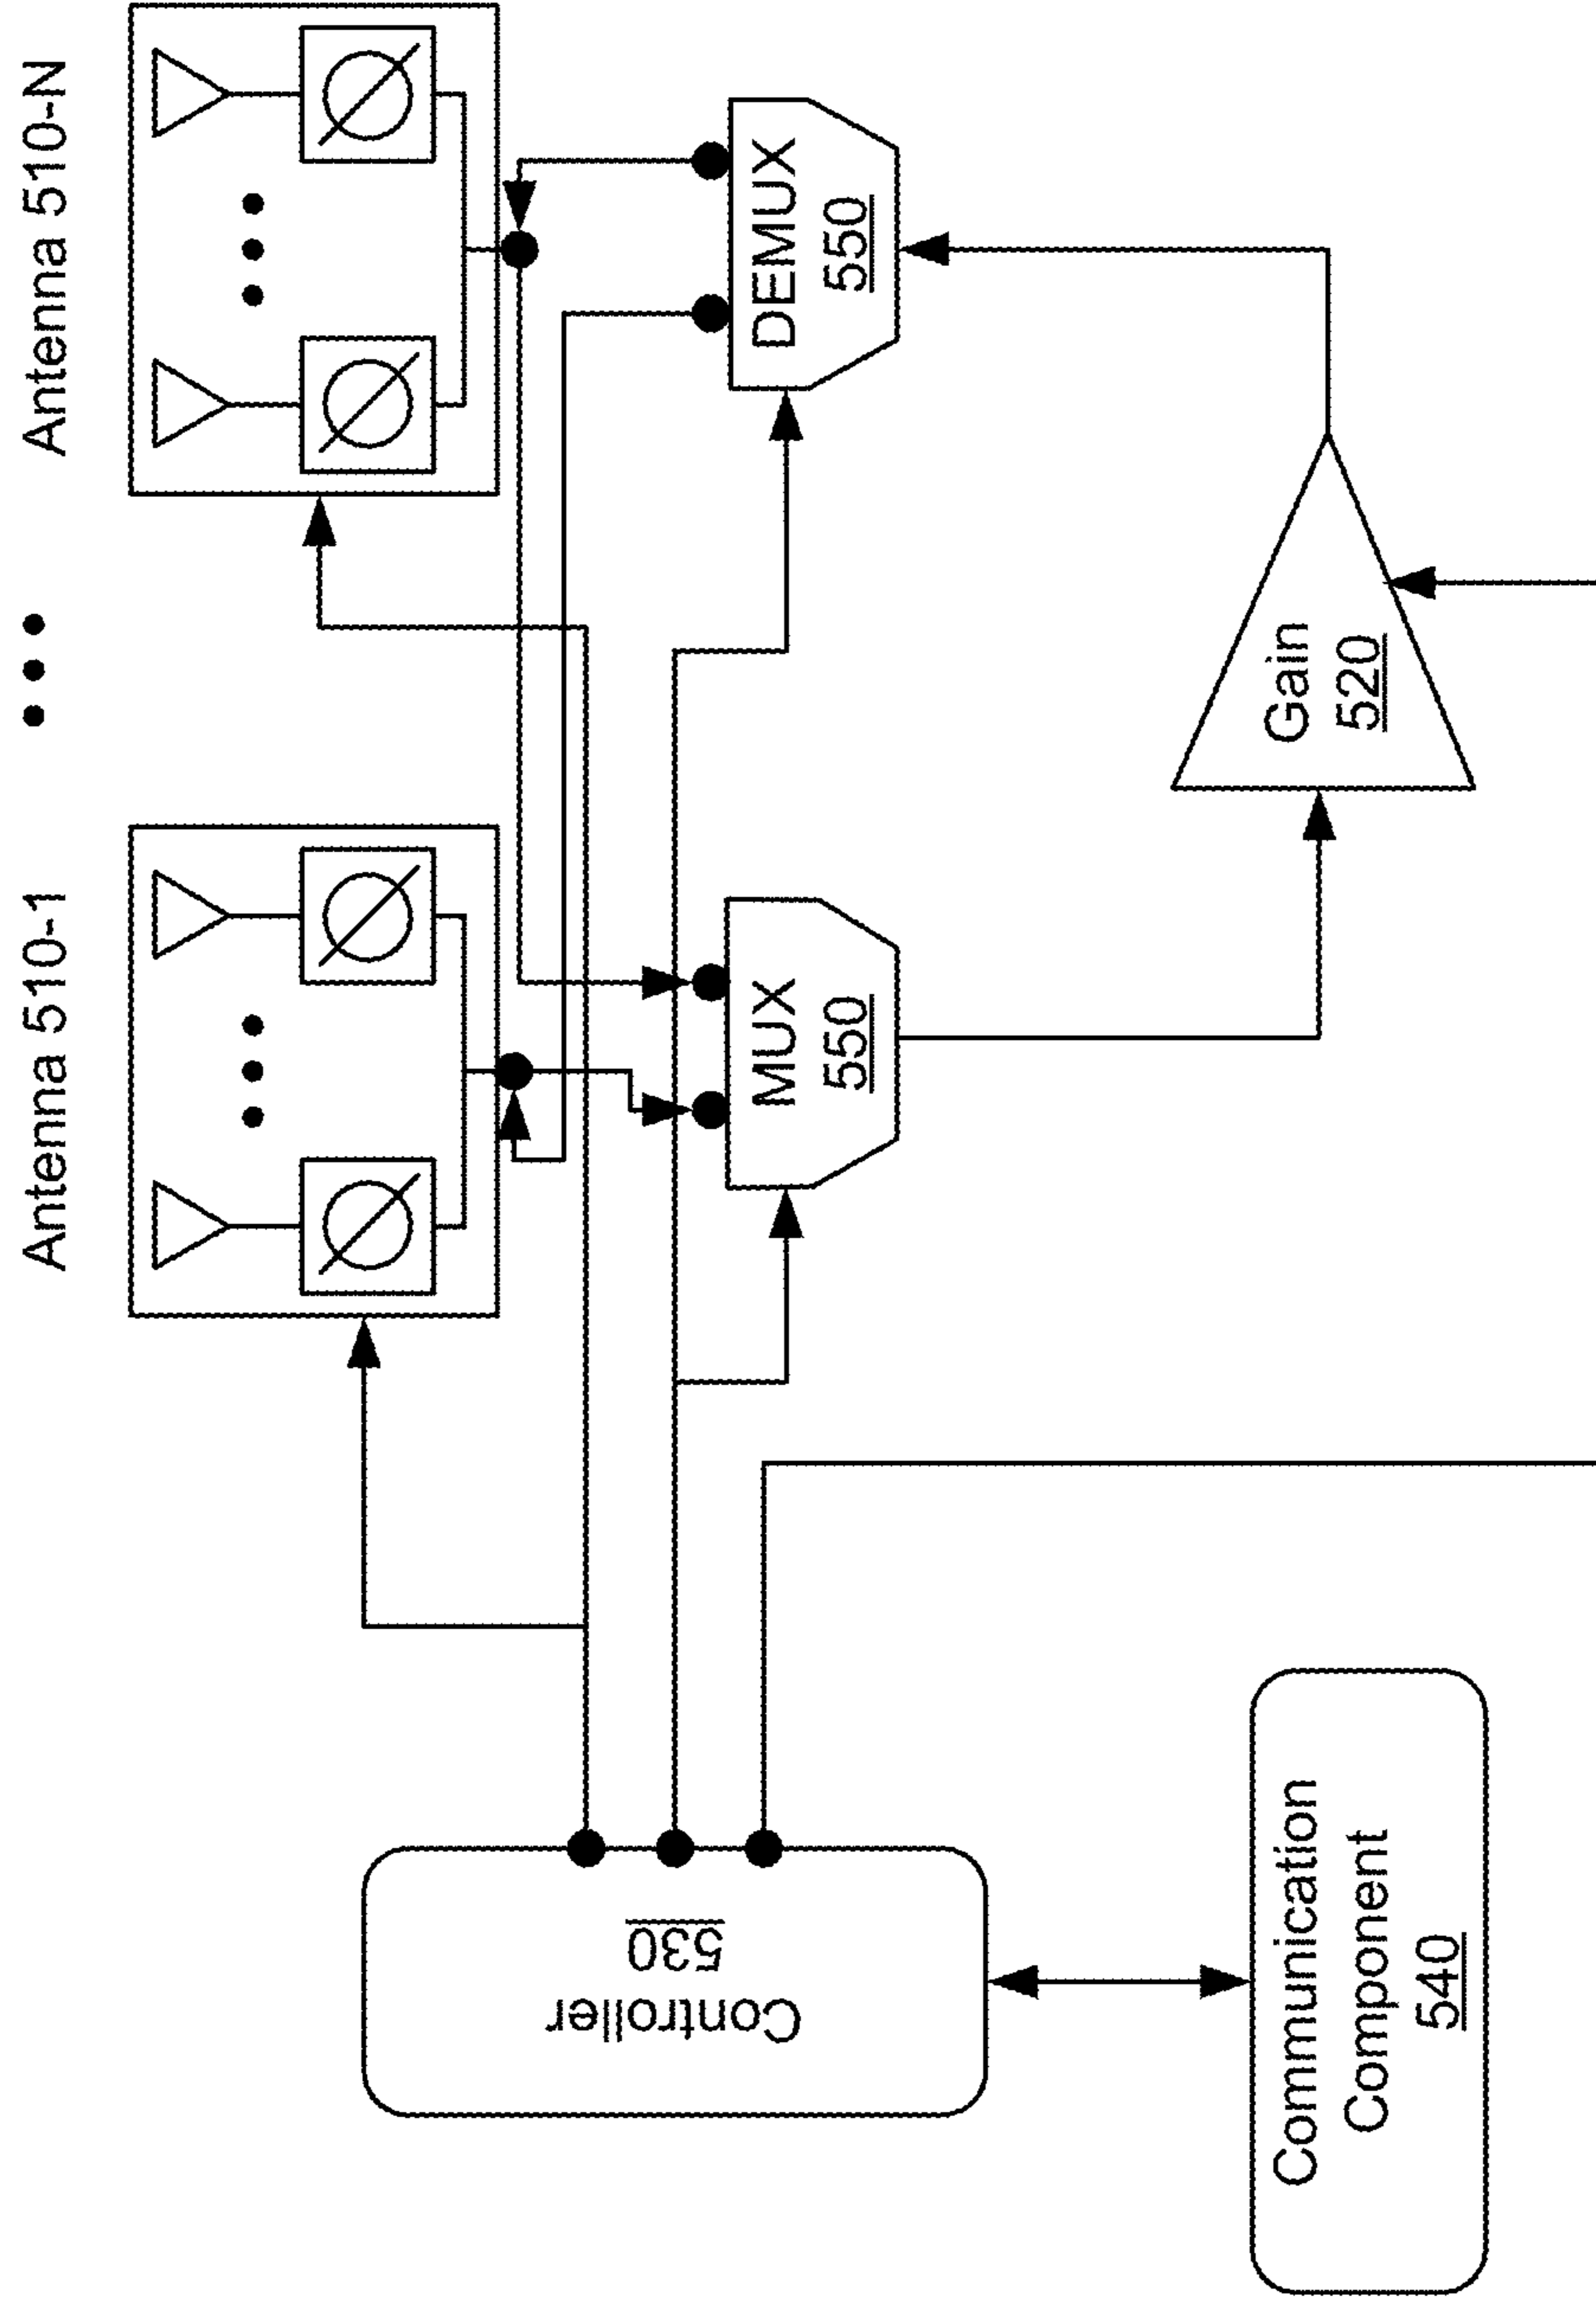 Antenna 510-1
Antenna 510-N
MUX
550
DEMUX
550
Gain
520
Controller
530
Communication
Component
540